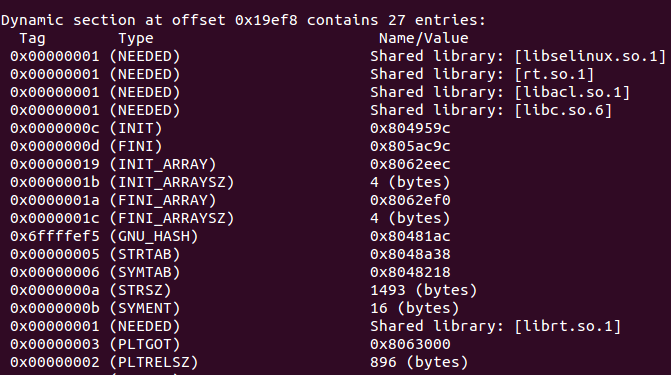 Dynamic section at offset 0x19ef8 contains 27 entries:
Tag Type Name/Value
0x00000001 (NEEDED) Shared library: [libselinux.so.1]
0x00000001 (NEEDED) Shared library: [rt.so.1]
0x00000001 (NEEDED) Shared library: [libacl.so.1]
0x00000001 (NEEDED) Shared library: [libc.so.6]
0x0000000c (INIT) 0x804959c
0x0000000d (FINI) 0x805ac9c
0x00000019 (INIT_ARRAY) 0x8062eec
0x0000001b (INIT_ARRAYSZ) 4 (bytes)
0x0000001a (FINI_ARRAY) 0x8062ef0
0x0000001c (FINI_ARRAYSZ) 4 (bytes)
0x6ffffef5 (GNU_HASH) 0x80481ac
0x00000005 (STRTAB) 0x8048a38
0x00000006 (SYMTAB) 0x8048218
0x0000000a (STRSZ) 1493 (bytes)
0x0000000b (SYMENT) 16 (bytes)
0x00000001 (NEEDED) Shared library: [librt.so.1]
0x00000003 (PLTGOT) 0x8063000
0x00000002 (PLTRELSZ) 896 (bytes)